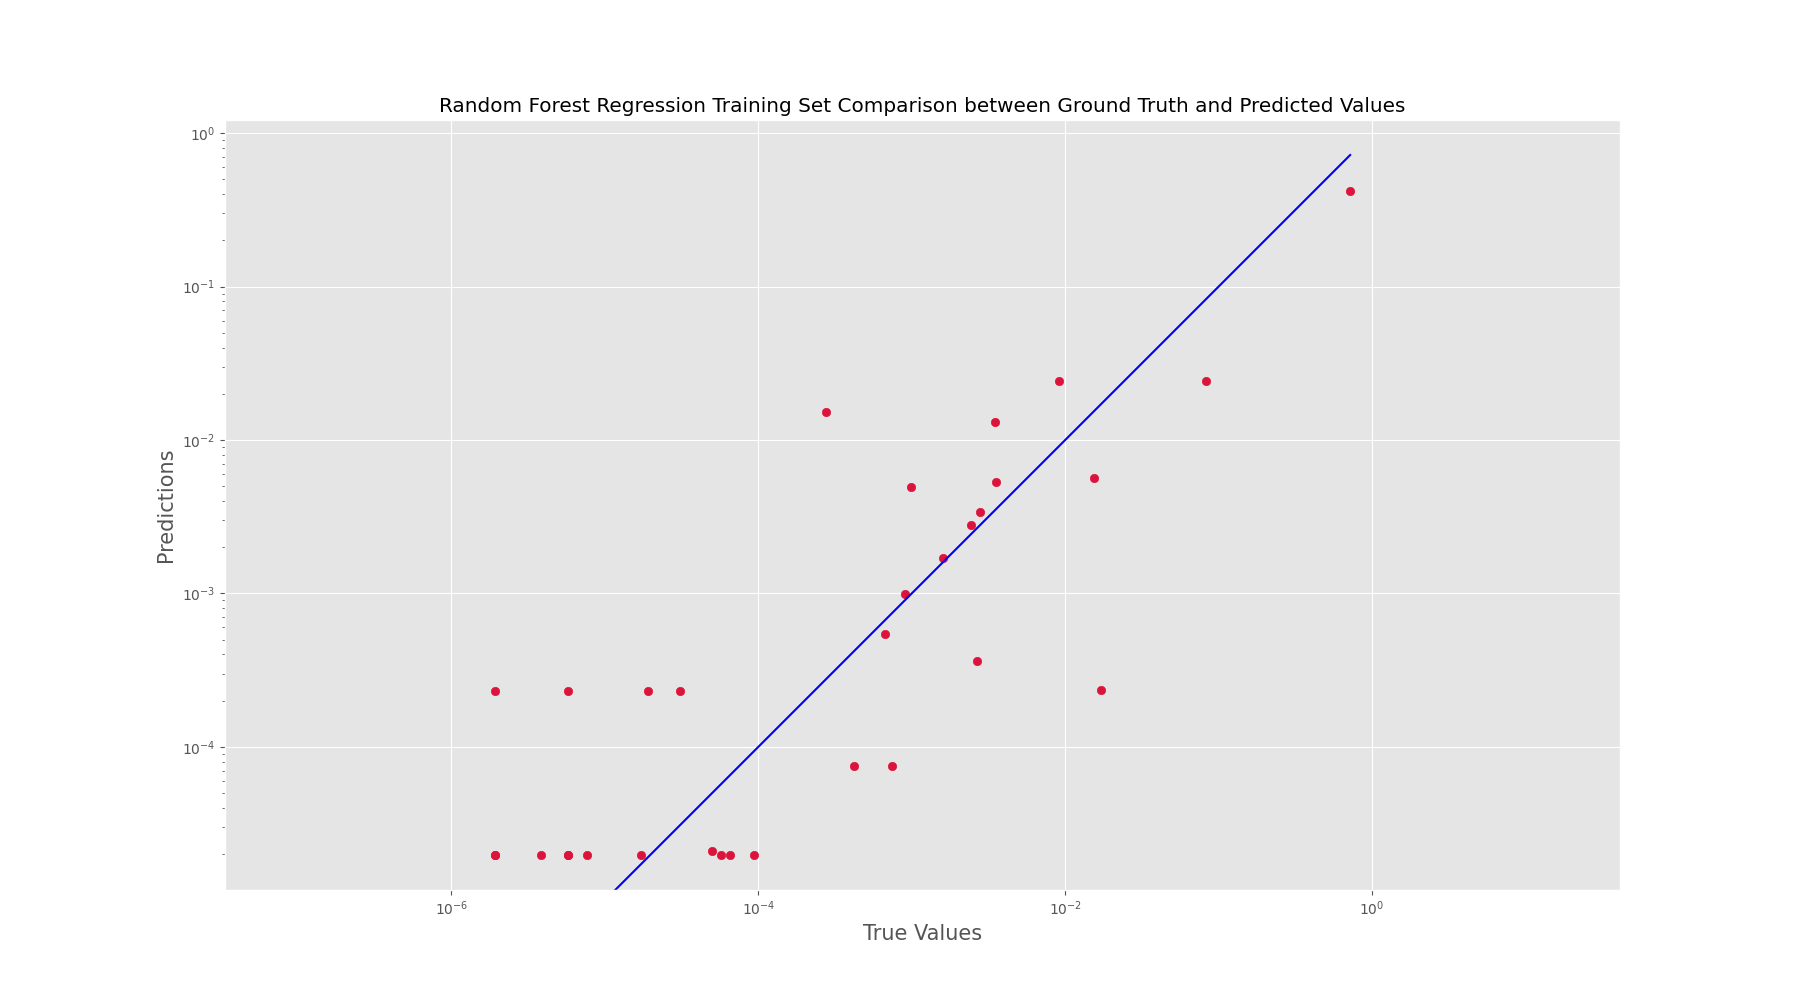 Random Forest Regression Training Set Comparison between Ground Truth and Predicted Values
10⁰
10⁻¹
10⁻²
10⁻³
10⁻⁴
Predictions
10⁻⁶ 10⁻⁴ 10⁻² 10⁰
True Values